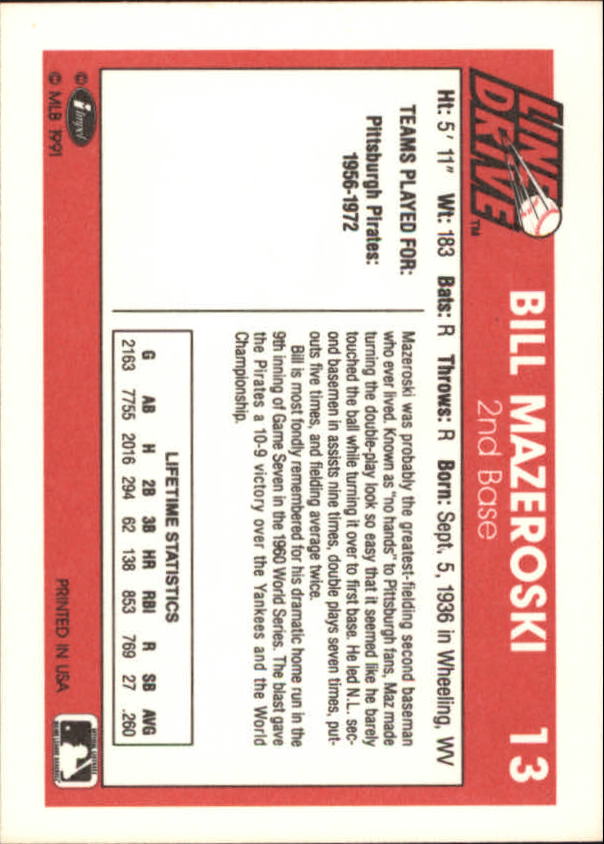 LINE DRIVE™
BILL MAZEROSKI 13
2nd Base
Ht: 5' 11" Wt: 183 Bats: R Throws: R Born: Sept. 5, 1936 in Wheeling, WV
TEAMS PLAYED FOR:
Pittsburgh Pirates:
1956-1972
Mazeroski was probably the greatest-fielding second baseman
who ever lived. Known as "no hands" to Pittsburgh fans, Maz made
turning the double-play look so easy that it seemed like he barely
touched the ball while turning it over to first base. He led N.L. sec-
ond basemen in assists nine times, double plays seven times, put-
outs five times, and fielding average twice.
Bill is most fondly remembered for his dramatic home run in the
9th inning of Game Seven in the 1960 World Series. The blast gave
the Pirates a 10-9 victory over the Yankees and the World
Championship.
LIFETIME STATISTICS
G AB H 2B 3B HR RBI R SB AVG
2163 7755 2016 294 62 138 853 769 27 .260
© Impel
© MLB 1991
PRINTED IN USA